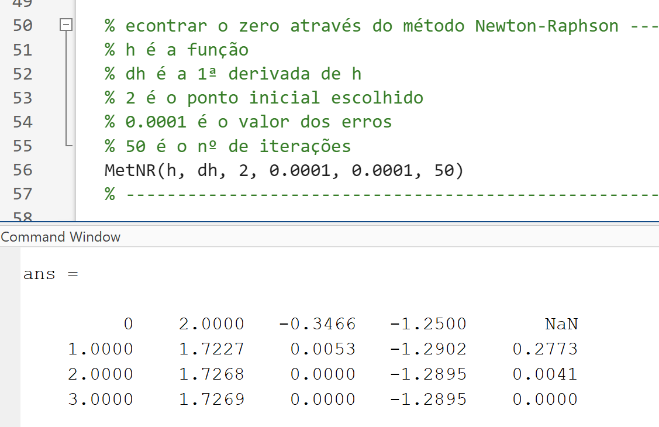 49
50 % econtrar o zero através do método Newton-Raphson ---
51 % h é a função
52 % dh é a 1ª derivada de h
53 % 2 é o ponto inicial escolhido
54 % 0.0001 é o valor dos erros
55 % 50 é o nº de iterações
56 MetNR(h, dh, 2, 0.0001, 0.0001, 50)
57 % ---------------------------------------------------
58
Command Window
ans =
0 2.0000 -0.3466 -1.2500 NaN
1.0000 1.7227 0.0053 -1.2902 0.2773
2.0000 1.7268 0.0000 -1.2895 0.0041
3.0000 1.7269 0.0000 -1.2895 0.0000